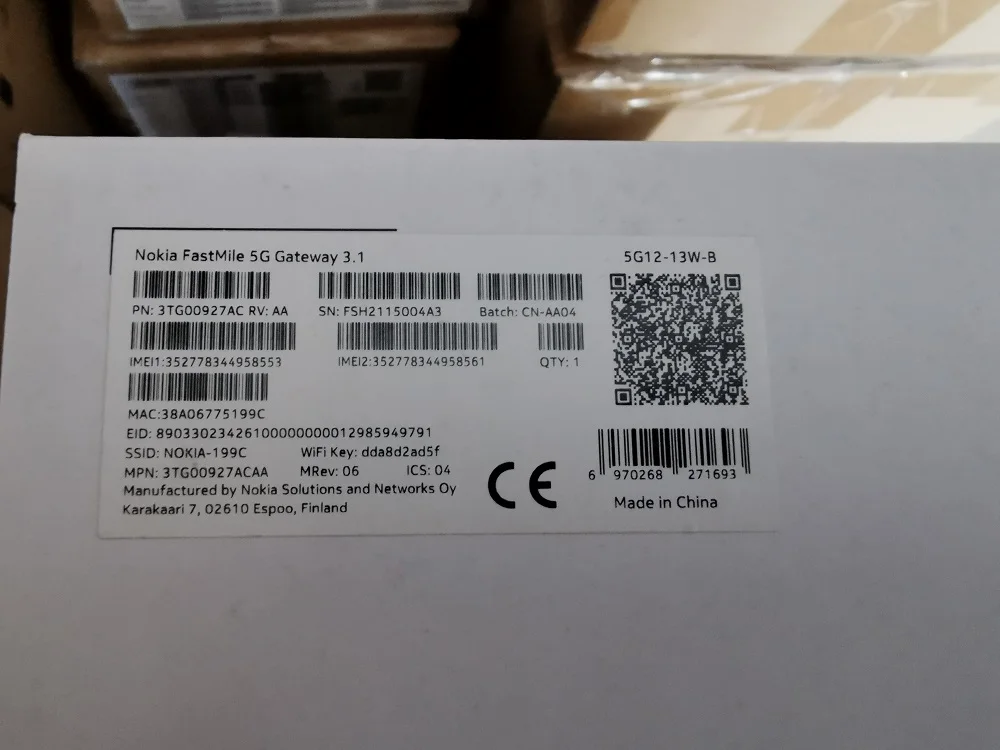 Nokia FastMile 5G Gateway 3.1
5G12-13W-B
PN: 3TG00927AC RV: AA
SN: FSH2115004A3
Batch: CN-AA04
IMEI1:352778344958553
IMEI2:352778344958561
QTY: 1
MAC:38A06775199C
EID: 89033023426100000000012985949791
SSID: NOKIA-199C
WiFi Key: dda8d2ad5f
MPN: 3TG00927ACAA
MRev: 06
ICS: 04
Manufactured by Nokia Solutions and Networks Oy
Karakaari 7, 02610 Espoo, Finland
CE
6 970268 271693
Made in China